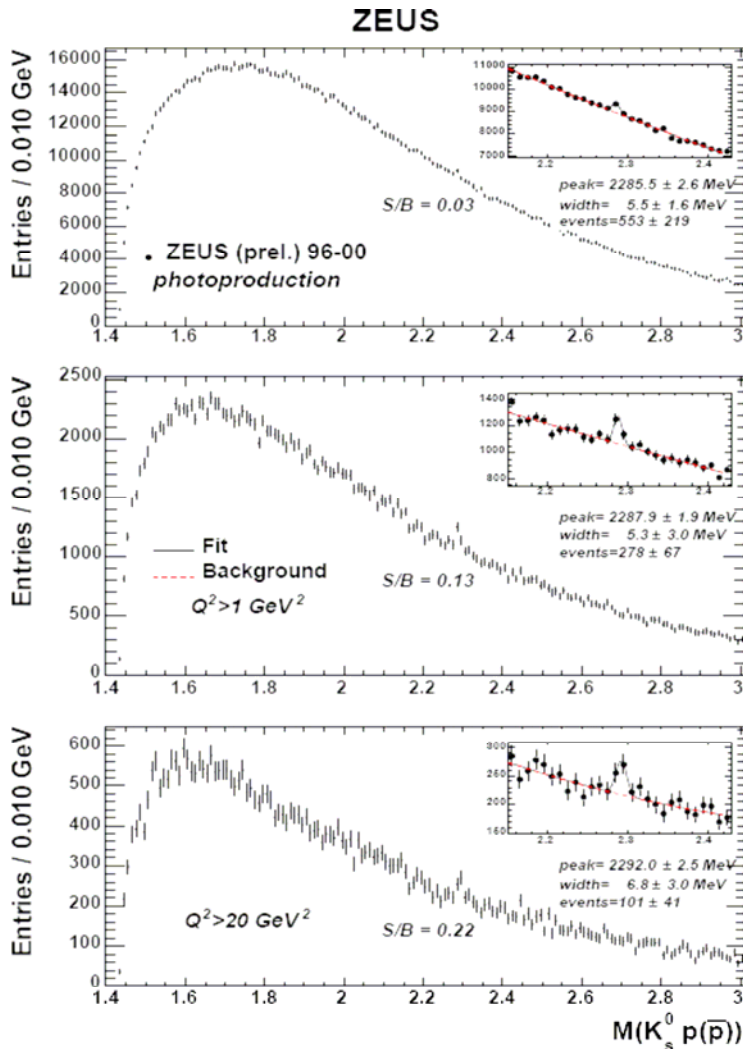 ZEUS
Entries / 0.010 GeV
16000
14000
12000
10000
8000
6000
4000
2000
0
1.4 1.6 1.8 2 2.2 2.4 2.6 2.8 3
S/B = 0.03
• ZEUS (prel.) 96-00
photoproduction
11000
10000
9000
8000
7000
2.2 2.3 2.4
peak= 2285.5 ± 2.6 MeV
width= 5.5 ± 1.6 MeV
events=553 ± 219
Entries / 0.010 GeV
2500
2000
1500
1000
500
0
1.4 1.6 1.8 2 2.2 2.4 2.6 2.8 3
Fit
Background
Q² > 1 GeV²
S/B = 0.13
1400
1200
1000
800
2.2 2.3 2.4
peak= 2287.9 ± 1.9 MeV
width= 5.3 ± 3.0 MeV
events=278 ± 67
Entries / 0.010 GeV
600
500
400
300
200
100
0
1.4 1.6 1.8 2 2.2 2.4 2.6 2.8 3
Q² > 20 GeV²
S/B = 0.22
300
250
200
160
2.2 2.3 2.4
peak= 2292.0 ± 2.5 MeV
width= 6.8 ± 3.0 MeV
events=101 ± 41
M(K⁰ₛ p(p̅))